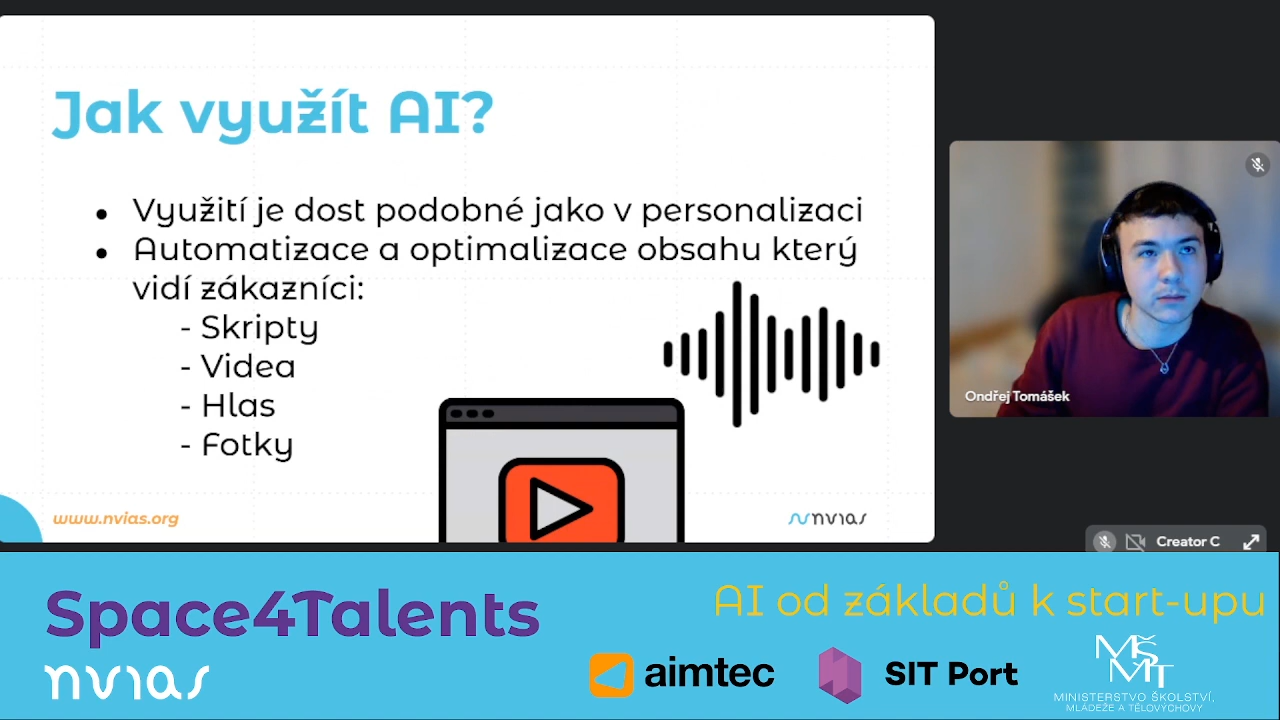 Jak využít AI?
● Využití je dost podobné jako v personalizaci
● Automatizace a optimalizace obsahu který
vidí zákazníci:
- Skripty
- Videa
- Hlas
- Fotky
www.nvias.org
nvias
Ondřej Tomášek
Creator C
Space4Talents
AI od základů k start-upu
nvias
aimtec
SIT Port
MŠMT
MINISTERSTVO ŠKOLSTVÍ,
MLÁDEŽE A TĚLOVÝCHOVY